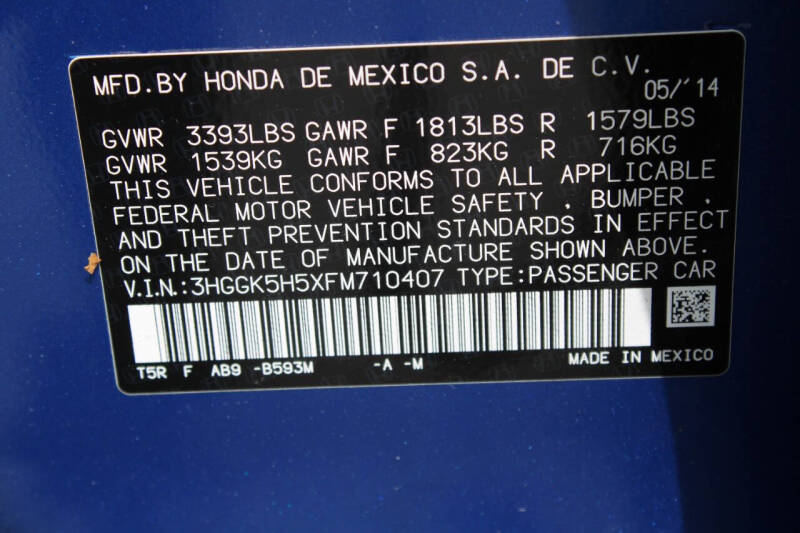 MFD.BY HONDA DE MEXICO S.A. DE C.V.
05/'14
GVWR 3393LBS GAWR F 1813LBS R 1579LBS
GVWR 1539KG GAWR F 823KG R 716KG
THIS VEHICLE CONFORMS TO ALL APPLICABLE
FEDERAL MOTOR VEHICLE SAFETY , BUMPER ,
AND THEFT PREVENTION STANDARDS IN EFFECT
ON THE DATE OF MANUFACTURE SHOWN ABOVE.
V.I.N.:3HGGK5H5XFM710407 TYPE:PASSENGER CAR
T5R F AB9 -B593M -A -M MADE IN MEXICO